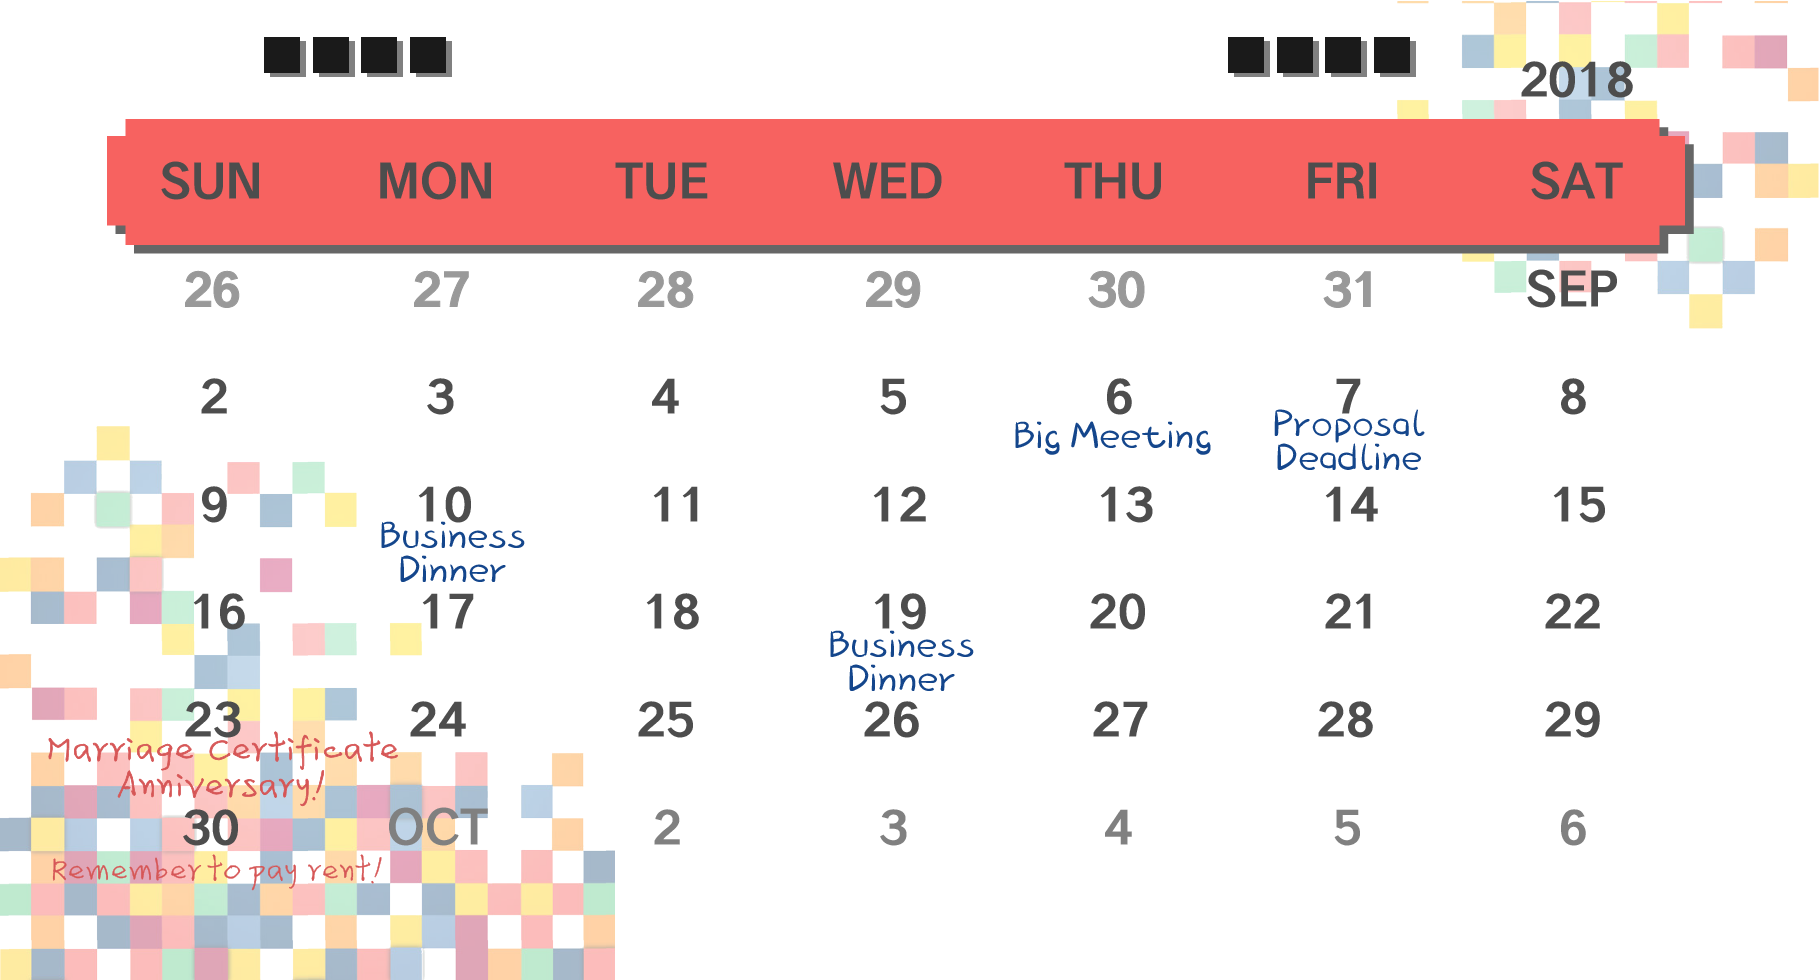 2018
SUN MON TUE WED THU FRI SAT
26 27 28 29 30 31 SEP
2 3 4 5 6 7 8
Big Meeting
Proposal
Deadline
9 10 11 12 13 14 15
Business
Dinner
16 17 18 19 20 21 22
Business
Dinner
23 24 25 26 27 28 29
Marriage Certificate
Anniversary!
30 OCT 2 3 4 5 6
Remember to pay rent!